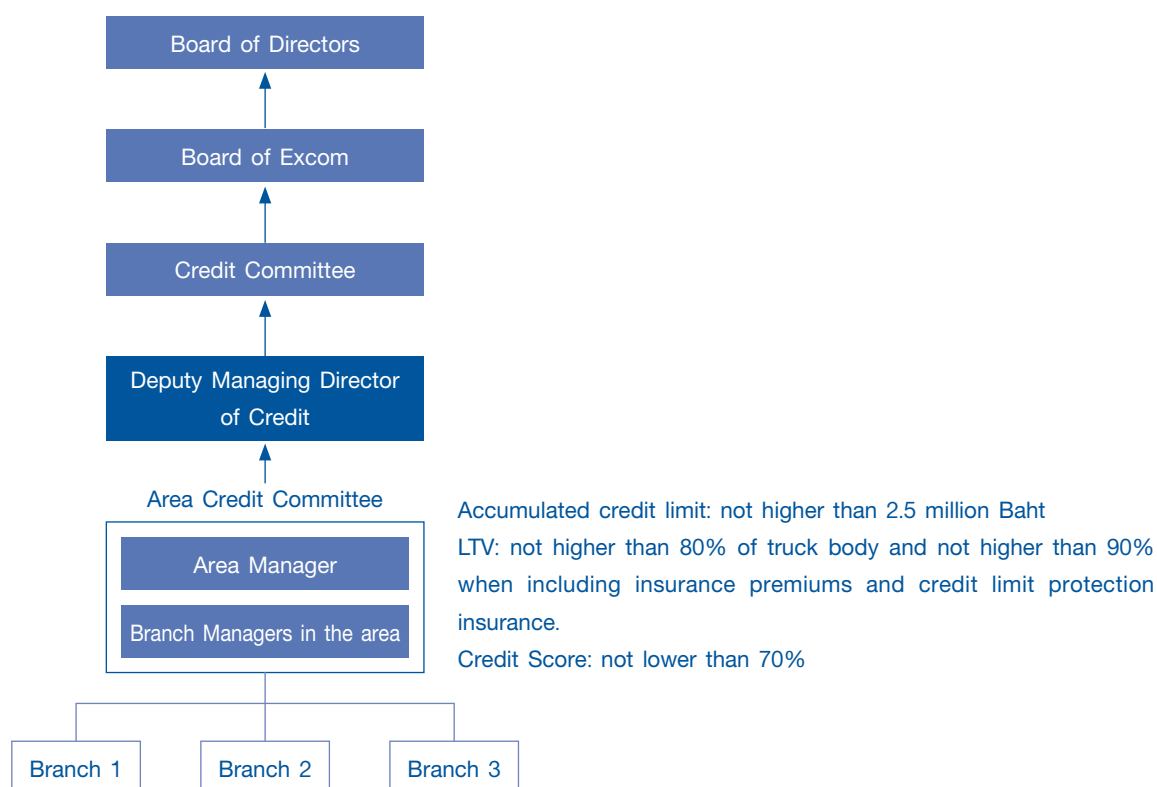 Board of Directors
Board of Excom
Credit Committee
Deputy Managing Director
of Credit
Area Credit Committee
Area Manager
Branch Managers in the area
Accumulated credit limit: not higher than 2.5 million Baht
LTV: not higher than 80% of truck body and not higher than 90%
when including insurance premiums and credit limit protection
insurance.
Credit Score: not lower than 70%
Branch 1
Branch 2
Branch 3